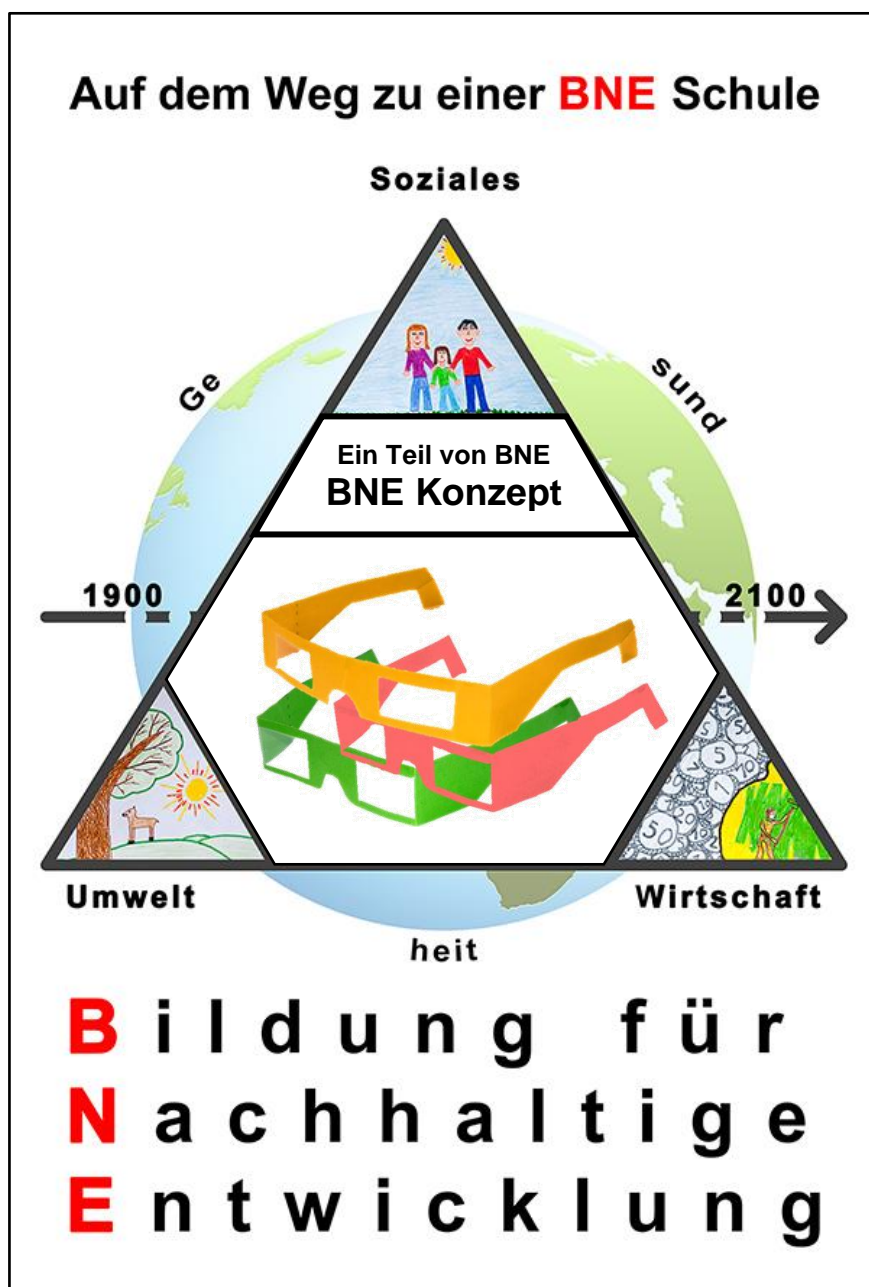 Auf dem Weg zu einer BNE Schule
Soziales
Ge
sund
Ein Teil von BNE
BNE Konzept
1900
2100
Umwelt
Wirtschaft
heit
Bildung für
Nachhaltige
Entwicklung